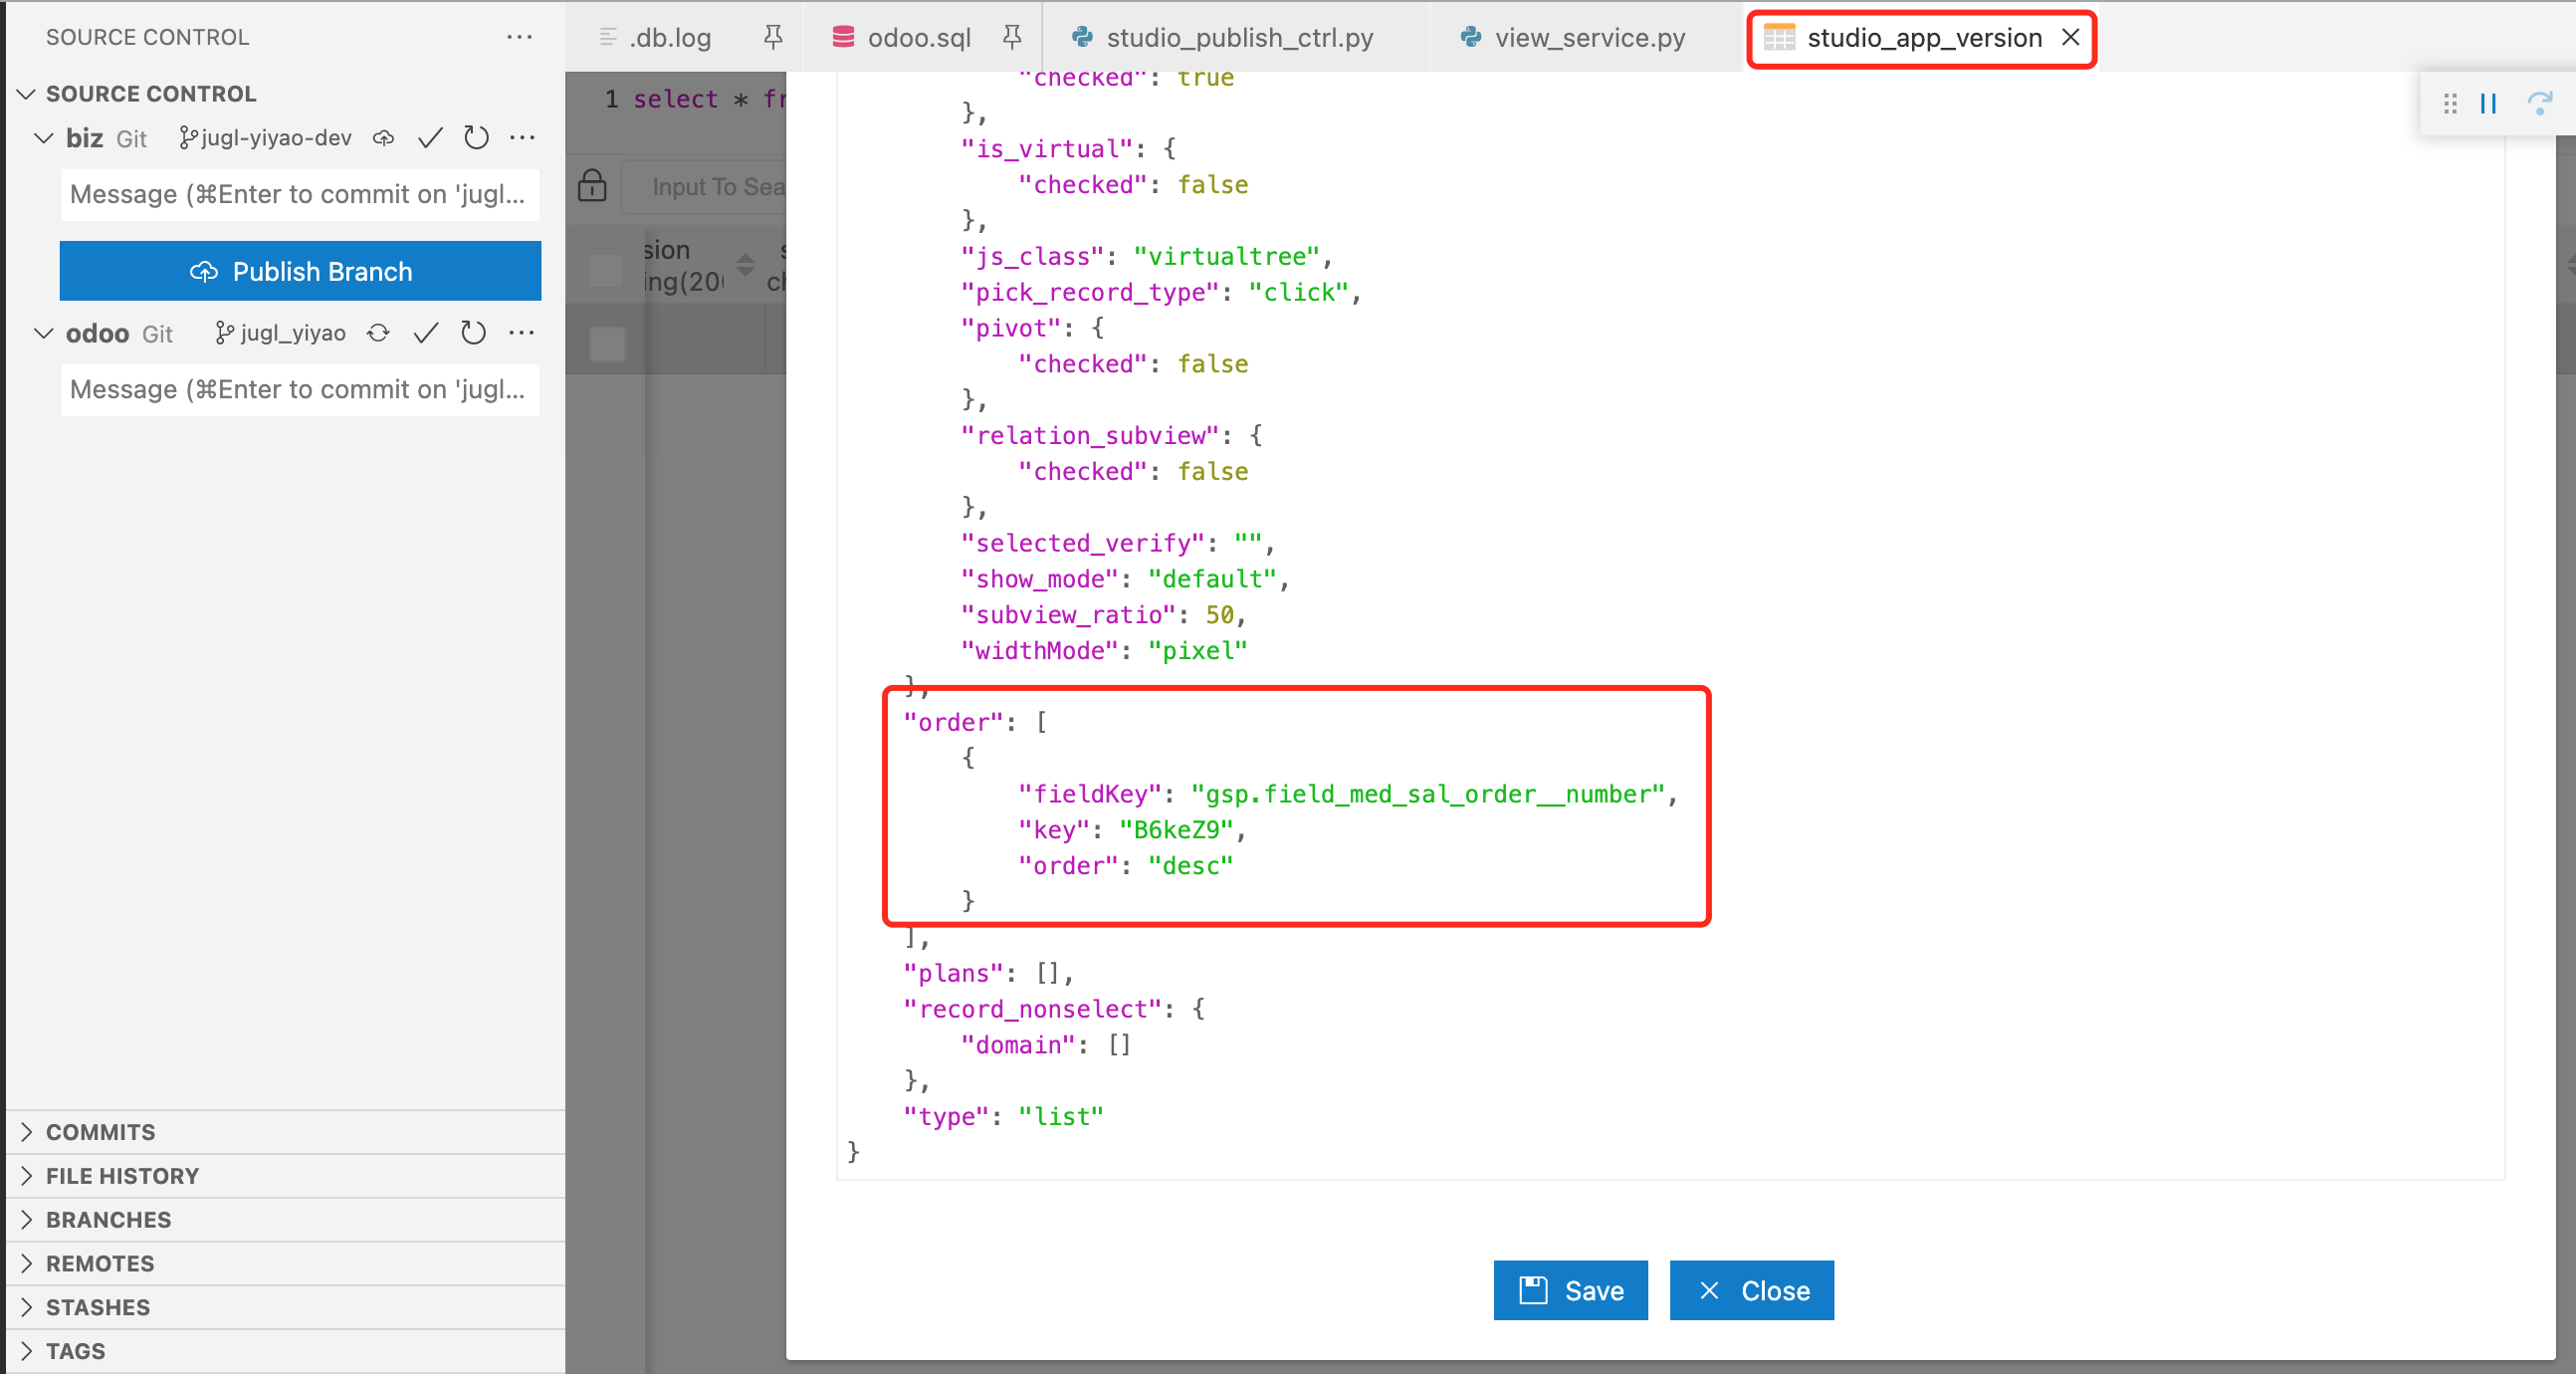 SOURCE CONTROL
SOURCE CONTROL
biz Git jugl-yiyao-dev
Message (⌘Enter to commit on 'jugl...
Publish Branch
odoo Git jugl_yiyao
Message (⌘Enter to commit on 'jugl...
COMMITS
FILE HISTORY
BRANCHES
REMOTES
STASHES
TAGS
.db.log
odoo.sql
studio_publish_ctrl.py
view_service.py
studio_app_version
1 select * fr
Input To Sea
sion
ing(20
"checked": true
},
"is_virtual": {
"checked": false
},
"js_class": "virtualtree",
"pick_record_type": "click",
"pivot": {
"checked": false
},
"relation_subview": {
"checked": false
},
"selected_verify": "",
"show_mode": "default",
"subview_ratio": 50,
"widthMode": "pixel"
},
"order": [
{
"fieldKey": "gsp.field_med_sal_order__number",
"key": "B6keZ9",
"order": "desc"
}
],
"plans": [],
"record_nonselect": {
"domain": []
},
"type": "list"
}
Save
Close